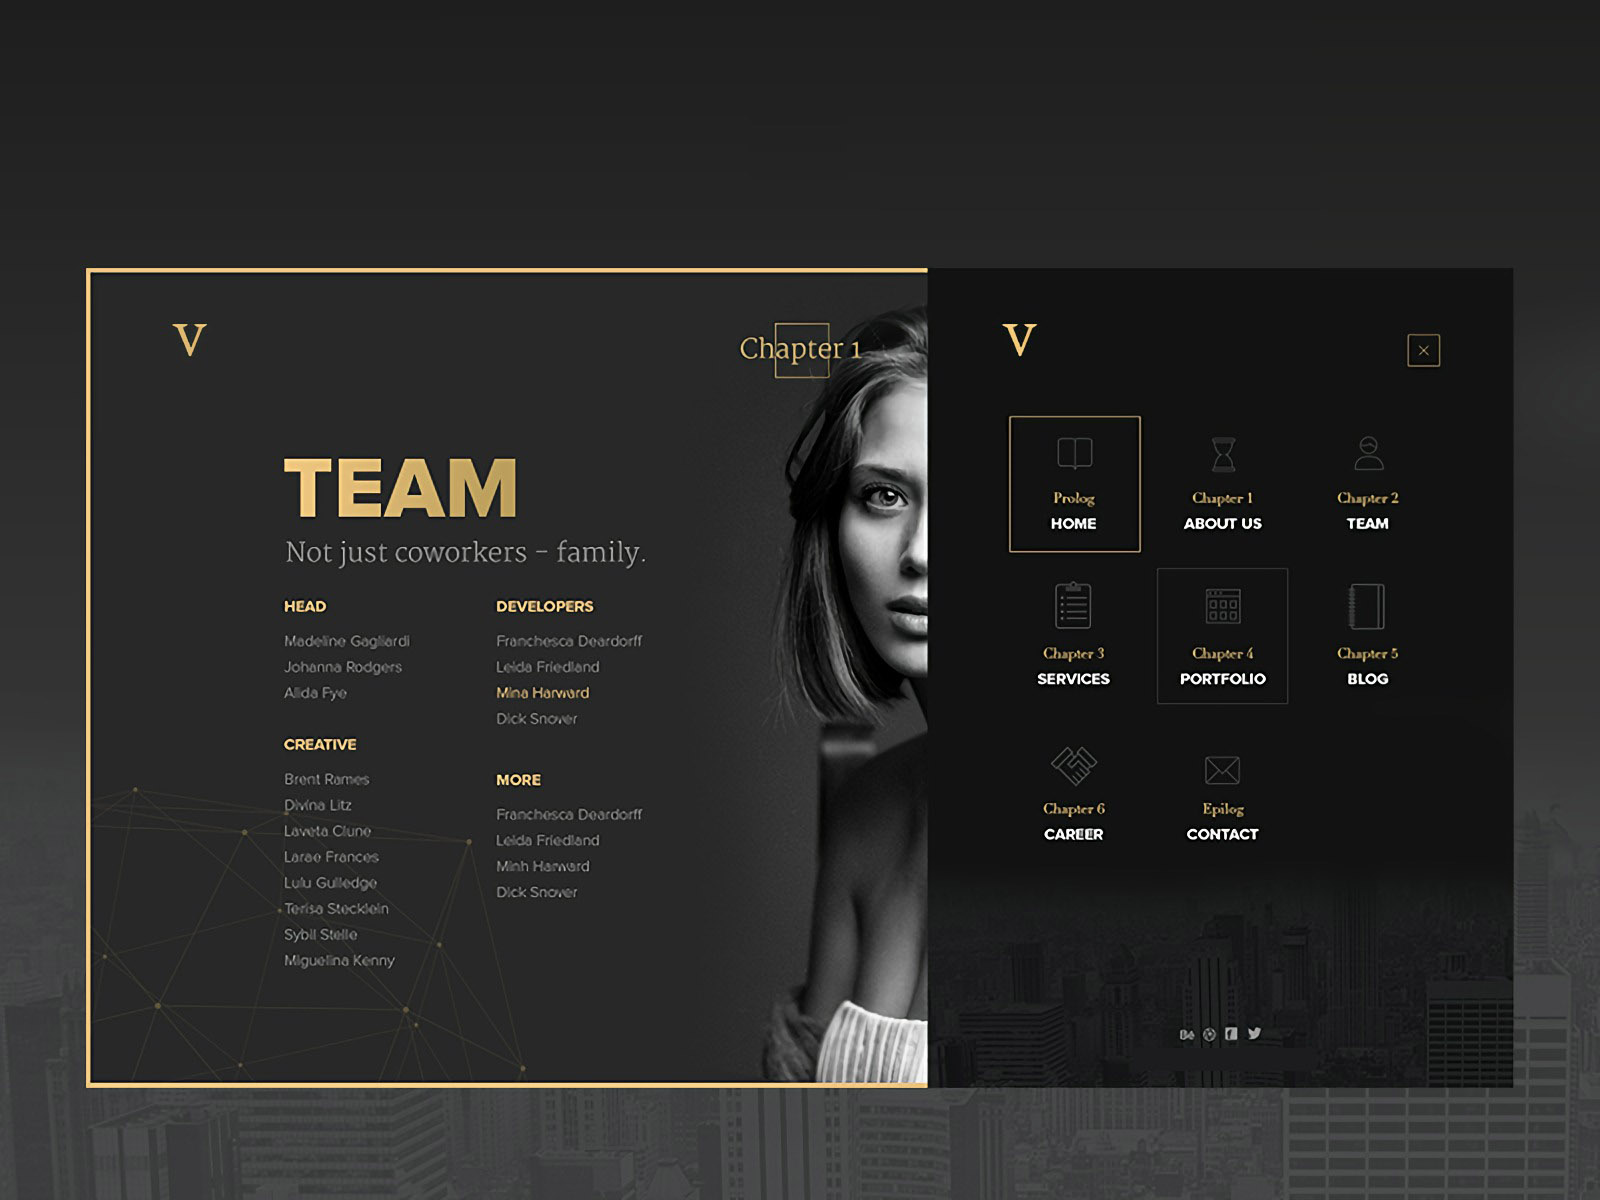 V
Chapter 1
TEAM
Not just coworkers – family.
HEAD
Madeline Gagliardi
Johanna Rodgers
Alida Fye
CREATIVE
Brent Rames
Divina Litz
Laveta Clune
Larae Frances
Lulu Gulledge
Terisa Stecklein
Sybil Stelle
Miguelina Kenny
DEVELOPERS
Franchesca Deardorff
Leida Friedland
Mina Harward
Dick Snover
MORE
Franchesca Deardorff
Leida Friedland
Minh Harward
Dick Snover
V
Prolog
HOME
Chapter 1
ABOUT US
Chapter 2
TEAM
Chapter 3
SERVICES
Chapter 4
PORTFOLIO
Chapter 5
BLOG
Chapter 6
CAREER
Epilog
CONTACT
Bē